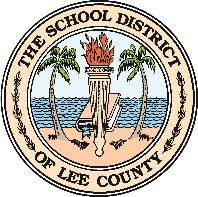 THE SCHOOL DISTRICT
OF LEE COUNTY